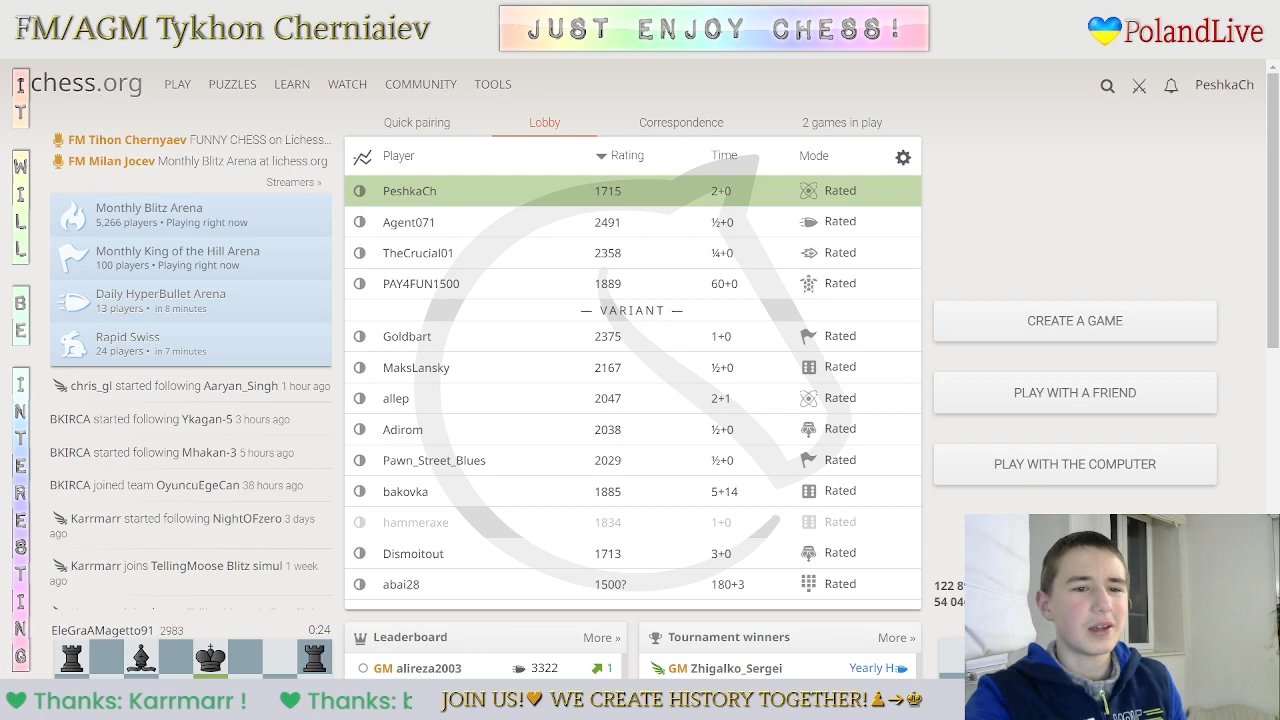 FM/AGM Tykhon Cherniaiev
JUST ENJOY CHESS!
PolandLive
IT WILL BE INTERESTING
chess.org
PLAY PUZZLES LEARN WATCH COMMUNITY TOOLS
PeshkaCh
FM Tihon Chernyaev FUNNY CHESS on Lichess...
FM Milan Jocev Monthly Blitz Arena at lichess.org
Streamers »
Monthly Blitz Arena
5,266 players • Playing right now
Monthly King of the Hill Arena
100 players • Playing right now
Daily HyperBullet Arena
13 players • in 8 minutes
Rapid Swiss
24 players • in 7 minutes
chris_gl started following Aaryan_Singh 1 hour ago
BKIRCA started following Ykagan-5 3 hours ago
BKIRCA started following Mhakan-3 5 hours ago
BKIRCA joined team OyuncuEgeCan 38 hours ago
Karrmarr started following NightOFzero 3 days
ago
Karrmarr joins TellingMoose Blitz simul 1 week
ago
EleGraAMagetto91 2983 0:24
Quick pairing Lobby Correspondence 2 games in play
Player Rating Time Mode
PeshkaCh 1715 2+0 Rated
Agent071 2491 ½+0 Rated
TheCrucial01 2358 ¼+0 Rated
PAY4FUN1500 1889 60+0 Rated
— VARIANT —
Goldbart 2375 1+0 Rated
MaksLansky 2167 ½+0 Rated
allep 2047 2+1 Rated
Adirom 2038 ½+0 Rated
Pawn_Street_Blues 2029 ½+0 Rated
bakovka 1885 5+14 Rated
hammeraxe 1834 1+0 Rated
Dismoitout 1713 3+0 Rated
abai28 1500? 180+3 Rated
Leaderboard More »
GM alireza2003 3322 1
Tournament winners More »
GM Zhigalko_Sergei Yearly H
CREATE A GAME
PLAY WITH A FRIEND
PLAY WITH THE COMPUTER
122 8
54 04
Thanks: Karrmarr ! Thanks:
JOIN US!🧡 WE CREATE HISTORY TOGETHER!♟→♚